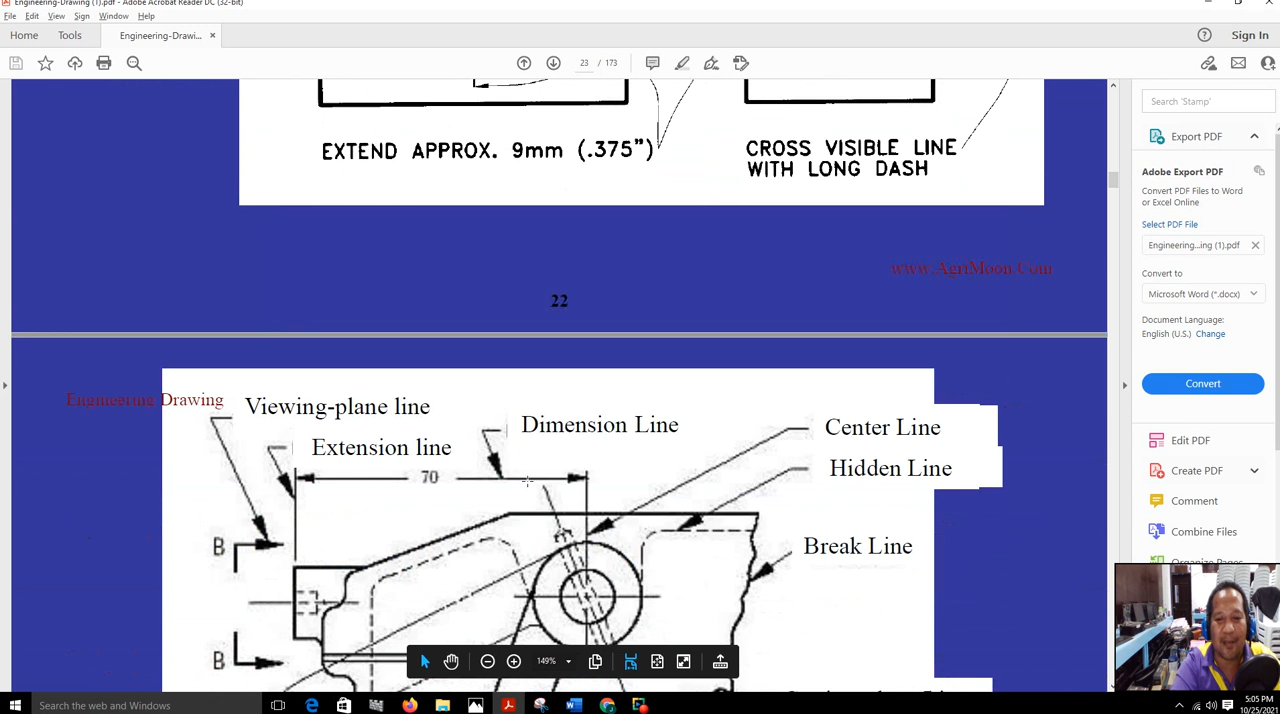 Engineering-Drawing (1).pdf - Adobe Acrobat Reader DC (32-bit)
File Edit View Sign Window Help
Home Tools Engineering-Drawi... × Sign In
23 / 173
EXTEND APPROX. 9mm (.375")
CROSS VISIBLE LINE
WITH LONG DASH
www.AgriMoon.Com
22
Engineering Drawing
Viewing-plane line
Extension line
Dimension Line
Center Line
Hidden Line
70
B
Break Line
B
149%
Search 'Stamp'
Export PDF
Adobe Export PDF
Convert PDF Files to Word
or Excel Online
Select PDF File
Engineering...ing (1).pdf ×
Convert to
Microsoft Word (*.docx)
Document Language:
English (U.S.) Change
Convert
Edit PDF
Create PDF
Comment
Combine Files
Organize Pages
Search the web and Windows
5:05 PM
10/25/2021